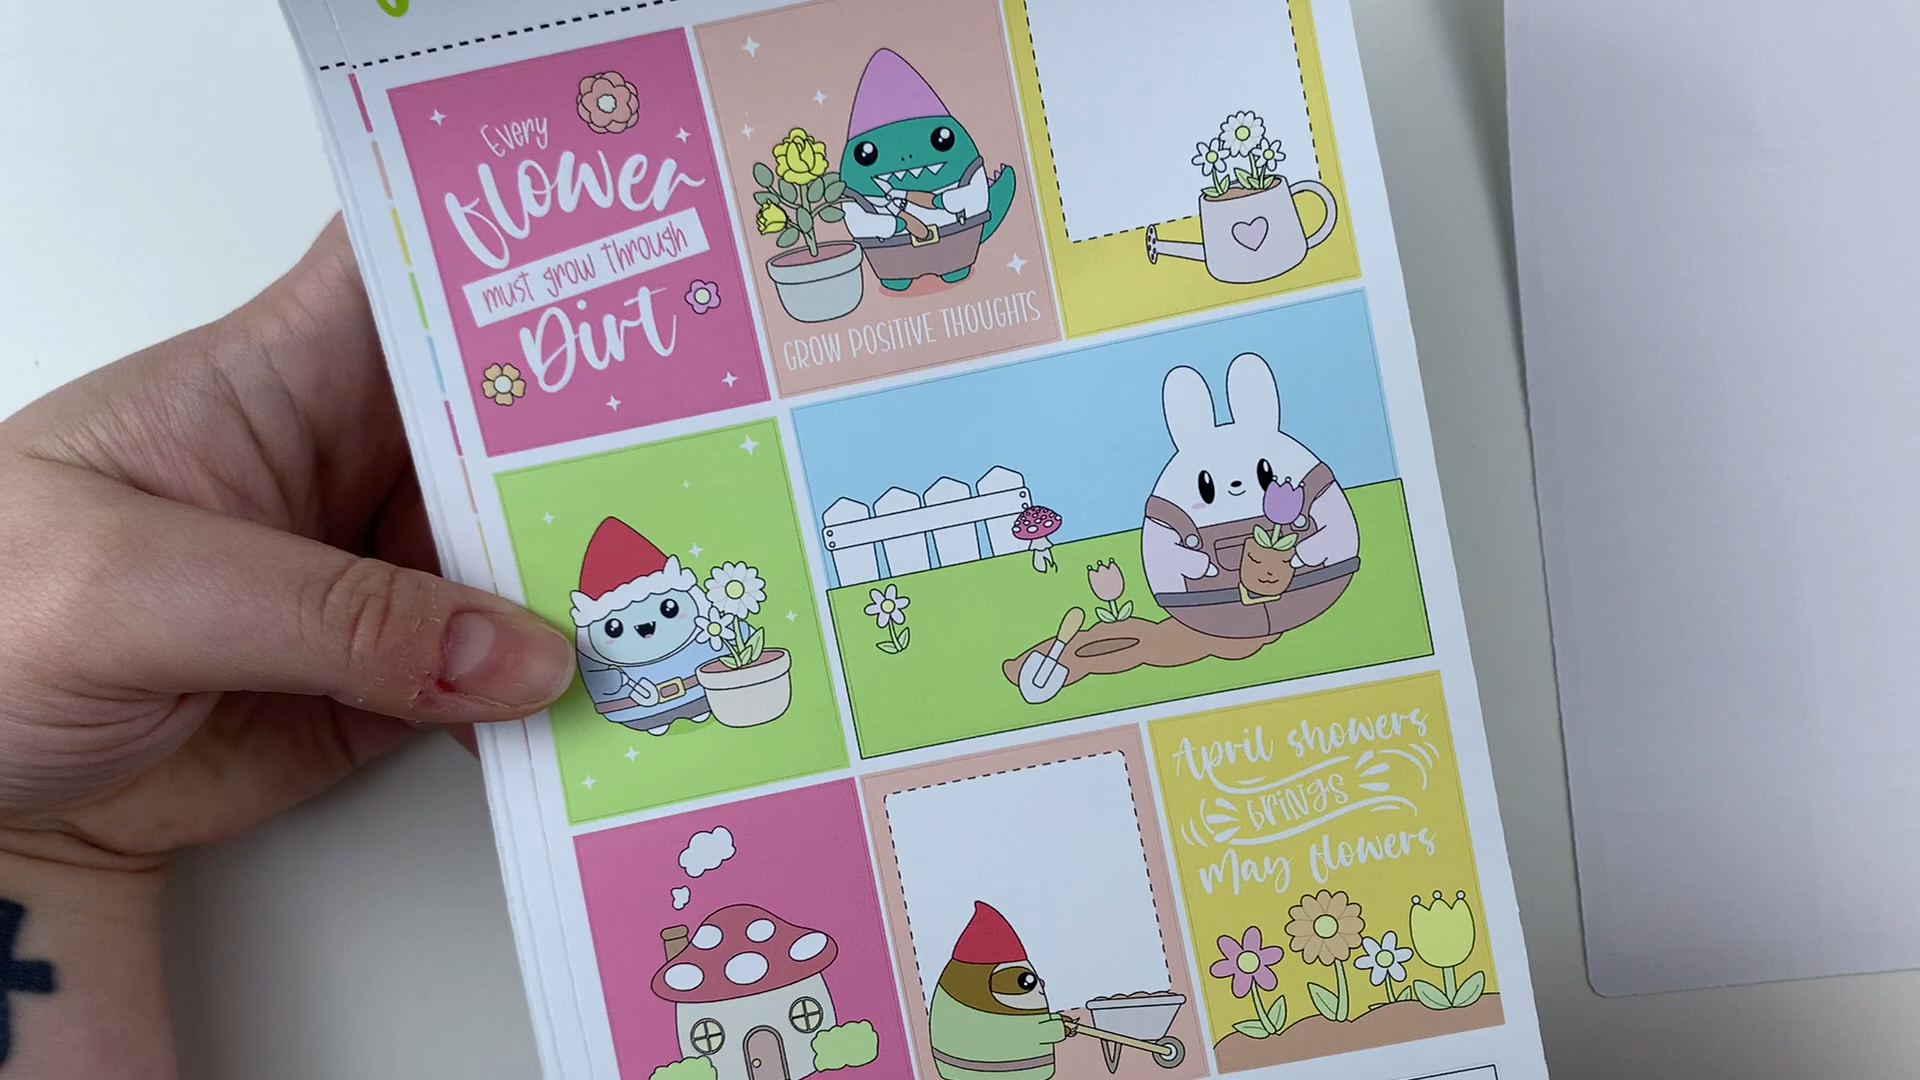 Every
flower
must grow through
Dirt
GROW POSITIVE THOUGHTS
April showers
brings
May flowers